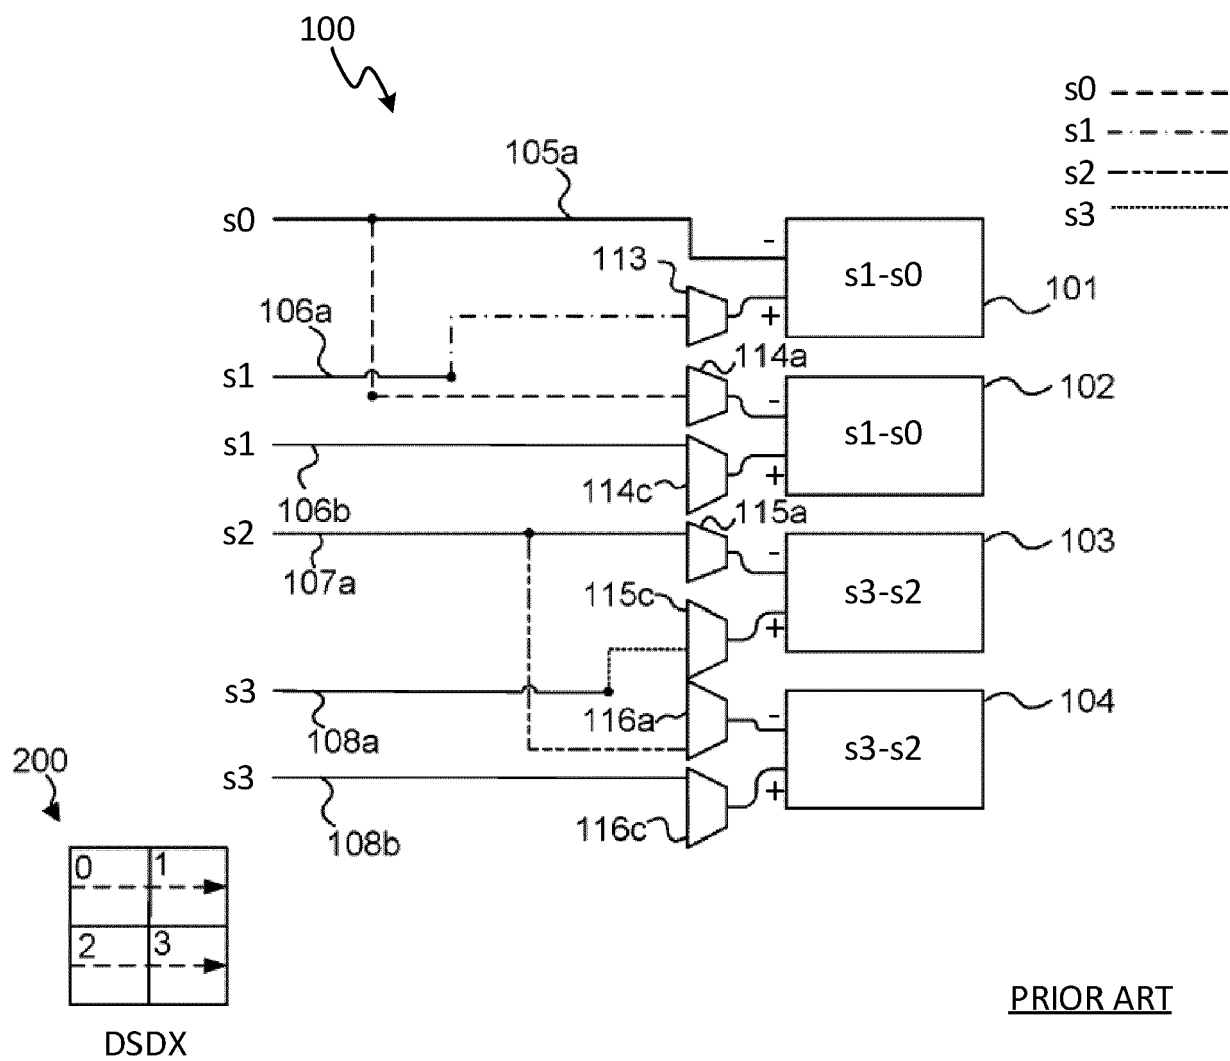 100
s0
s1
s2
s3
105a
s0
-
113
s1-s0
101
+
106a
s1
114a
-
102
s1-s0
s1
+
114c
106b
115a
s2
-
103
107a
s3-s2
115c
+
s3
116a
-
104
108a
s3-s2
200
s3
+
116c
108b
0 1
2 3
DSDX
PRIOR ART